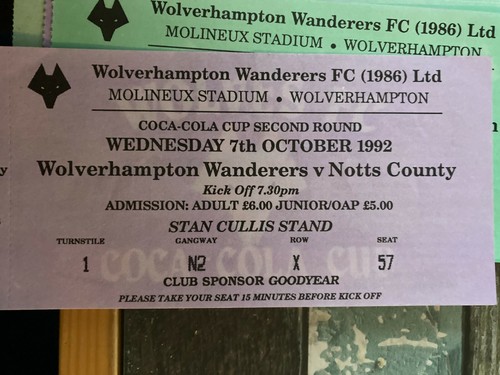 Wolverhampton Wanderers FC (1986) Ltd
MOLINEUX STADIUM • WOLVERHAMPTON
Wolverhampton Wanderers FC (1986) Ltd
MOLINEUX STADIUM • WOLVERHAMPTON
COCA-COLA CUP SECOND ROUND
WEDNESDAY 7th OCTOBER 1992
Wolverhampton Wanderers v Notts County
Kick Off 7.30pm
ADMISSION: ADULT £6.00 JUNIOR/OAP £5.00
STAN CULLIS STAND
TURNSTILE GANGWAY ROW SEAT
1 N2 X 57
COCA-COLA CUP
CLUB SPONSOR GOODYEAR
PLEASE TAKE YOUR SEAT 15 MINUTES BEFORE KICK OFF